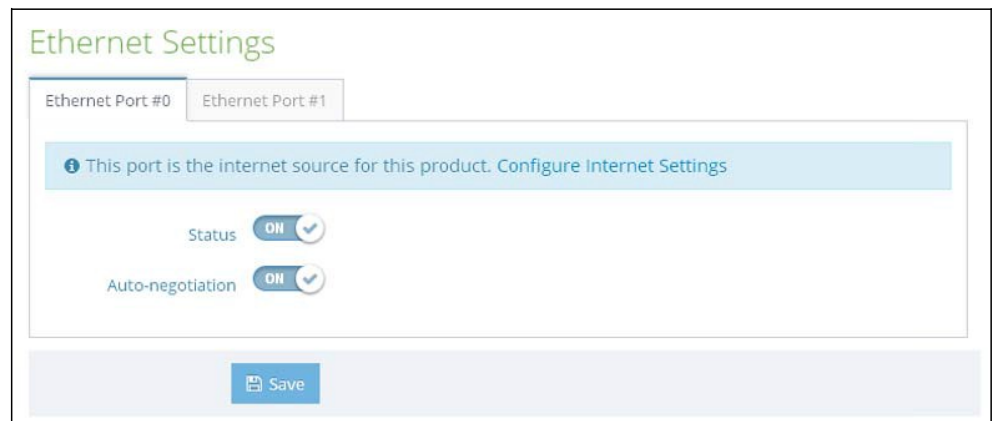 Ethernet Settings
Ethernet Port #0 Ethernet Port #1
This port is the internet source for this product. Configure Internet Settings
Status ON
Auto-negotiation ON
Save